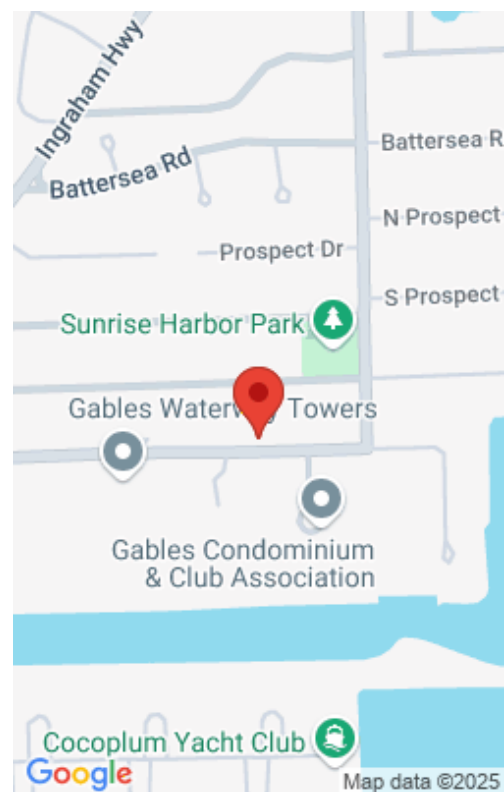 Ingraham Hwy
Battersea Rd
Battersea R
N Prospect
Prospect Dr
S Prospect
Sunrise Harbor Park
Gables Waterway Towers
Gables Condominium
& Club Association
Cocoplum Yacht Club
Google
Map data ©2025